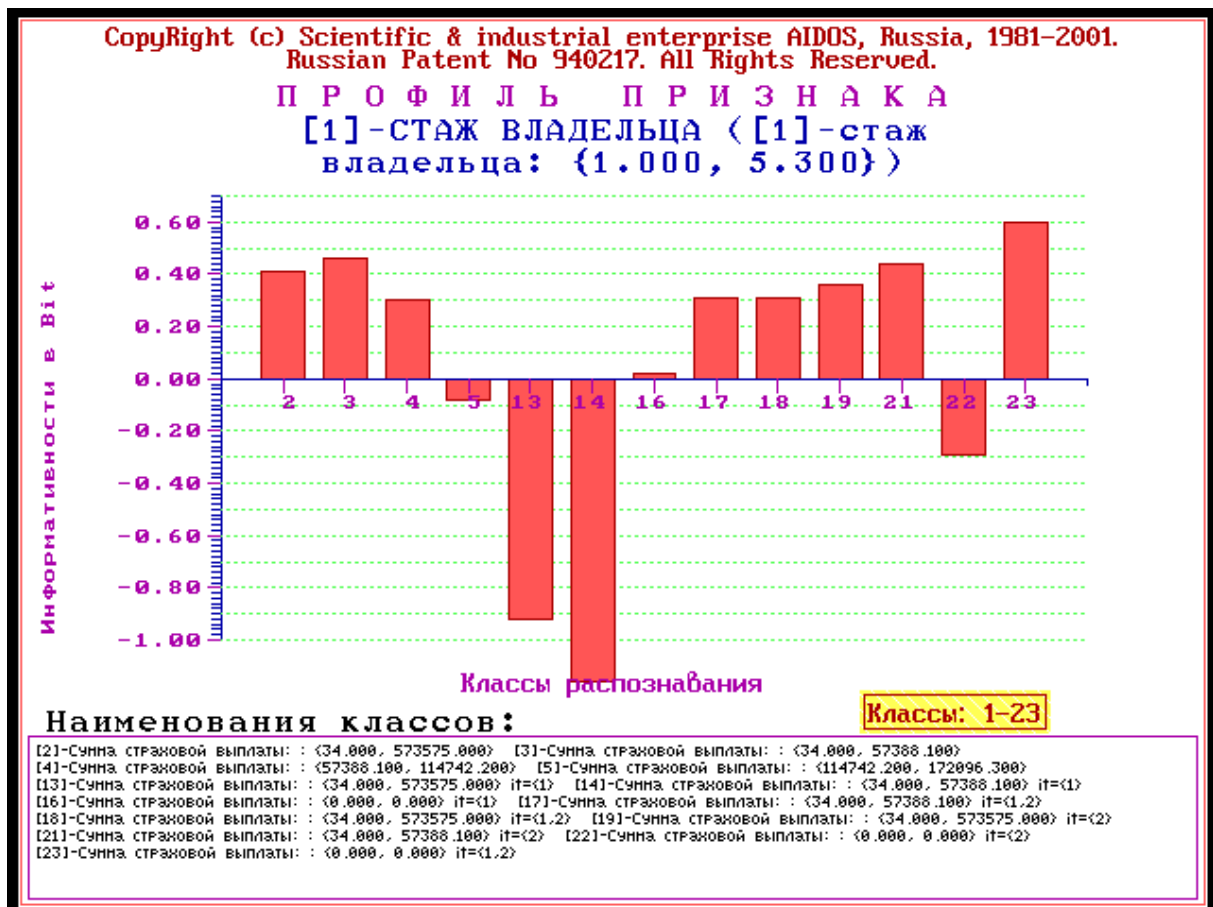 CopyRight (c) Scientific & industrial enterprise AIDOS, Russia, 1981-2001.
Russian Patent No 940217. All Rights Reserved.
ПРОФИЛЬ ПРИЗНАКА
[1]-СТАЖ ВЛАДЕЛЬЦА ([1]-стаж
владельца: {1.000, 5.300})
Информативности в Bit
0.60
0.40
0.20
0.00
-0.20
-0.40
-0.60
-0.80
-1.00
2 3 4 5 13 14 16 17 18 19 21 22 23
Классы распознавания
Классы: 1-23
Наименования классов:
[2]-Сумма страховой выплаты: : {34.000, 573575.000} [3]-Сумма страховой выплаты: : {34.000, 57388.100}
[4]-Сумма страховой выплаты: : {57388.100, 114742.200} [5]-Сумма страховой выплаты: : {114742.200, 172096.300}
[13]-Сумма страховой выплаты: : {34.000, 573575.000} it={1} [14]-Сумма страховой выплаты: : {34.000, 57388.100} it={1}
[16]-Сумма страховой выплаты: : {0.000, 0.000} it={1} [17]-Сумма страховой выплаты: : {34.000, 57388.100} it={1,2}
[18]-Сумма страховой выплаты: : {34.000, 573575.000} it={1,2} [19]-Сумма страховой выплаты: : {34.000, 573575.000} it={2}
[21]-Сумма страховой выплаты: : {34.000, 57388.100} it={2} [22]-Сумма страховой выплаты: : {0.000, 0.000} it={2}
[23]-Сумма страховой выплаты: : {0.000, 0.000} it={1,2}